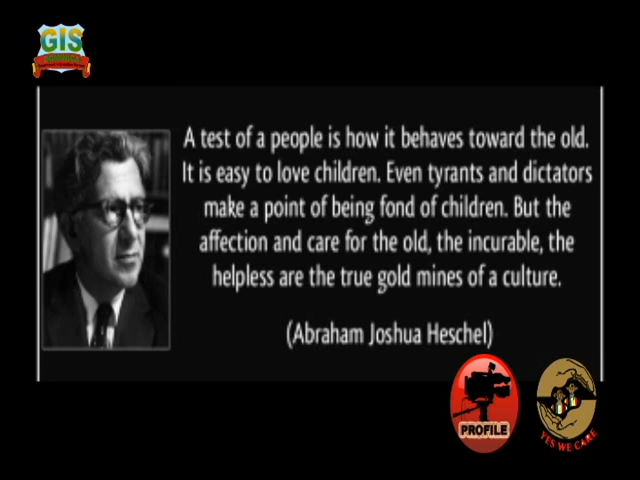 GIS
A test of a people is how it behaves toward the old.
It is easy to love children. Even tyrants and dictators
make a point of being fond of children. But the
affection and care for the old, the incurable, the
helpless are the true gold mines of a culture.
(Abraham Joshua Heschel)
PROFILE
YES WE CARE